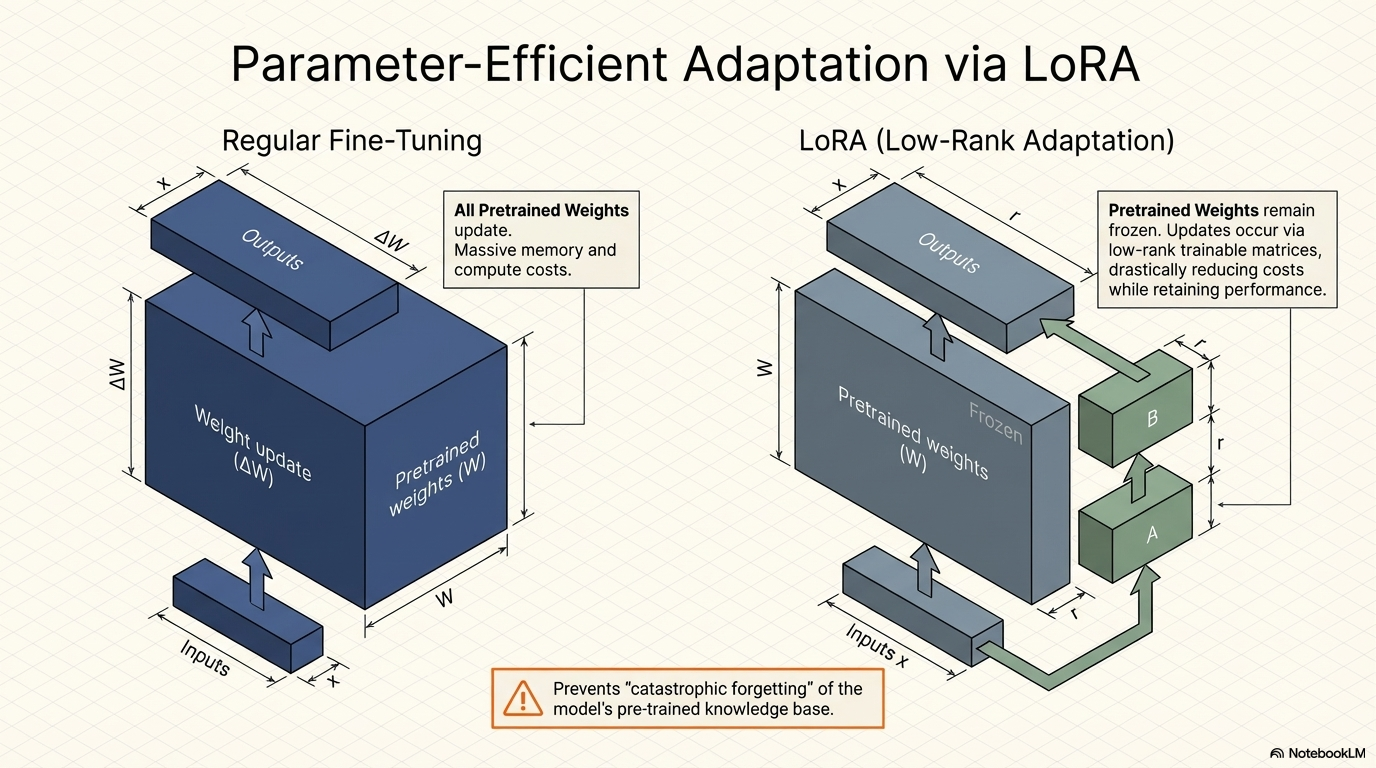 Parameter-Efficient Adaptation via LoRA
Regular Fine-Tuning
x
ΔW
Outputs
All Pretrained Weights
update.
Massive memory and
compute costs.
ΔW
Weight update
(ΔW)
Pretrained
weights (W)
W
Inputs
x
LoRA (Low-Rank Adaptation)
x
r
Outputs
Pretrained Weights remain
frozen. Updates occur via
low-rank trainable matrices,
drastically reducing costs
while retaining performance.
W
Frozen
Pretrained weights
(W)
r
B
r
A
r
Inputs x
Prevents "catastrophic forgetting" of the
model's pre-trained knowledge base.
NotebookLM